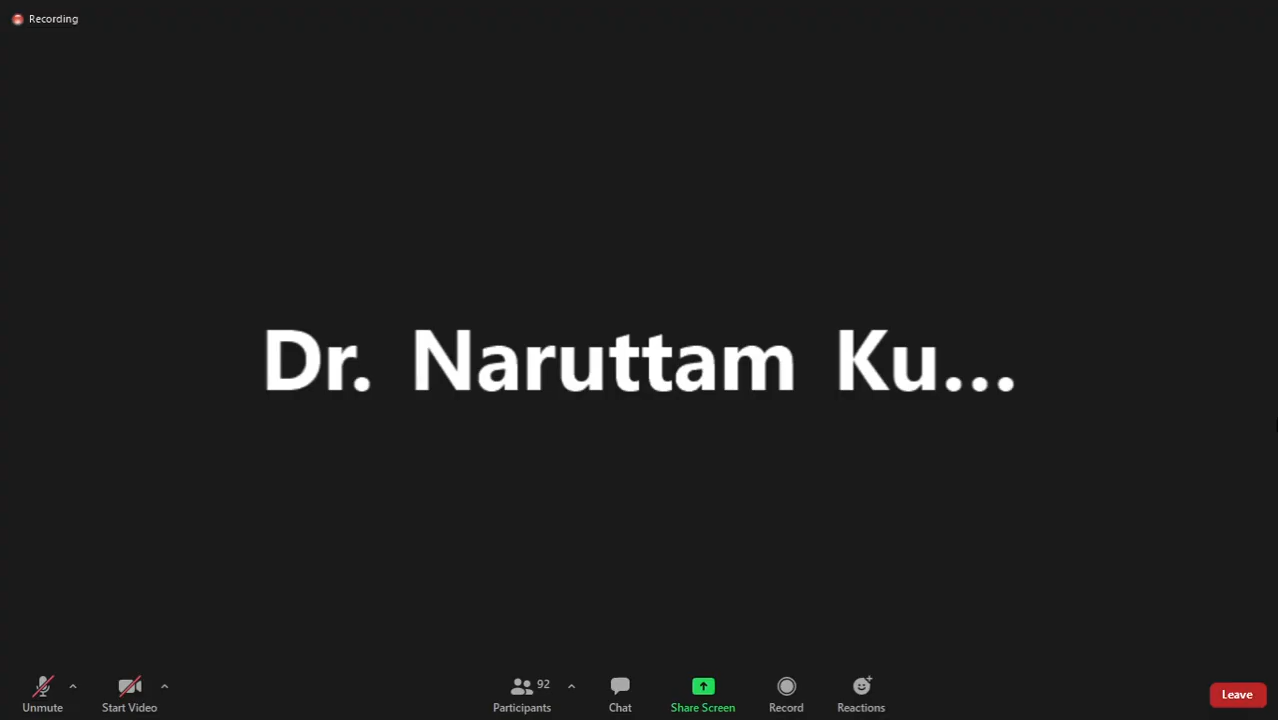 Recording
Dr. Naruttam Ku...
Unmute
Start Video
92
Participants
Chat
Share Screen
Record
Reactions
Leave